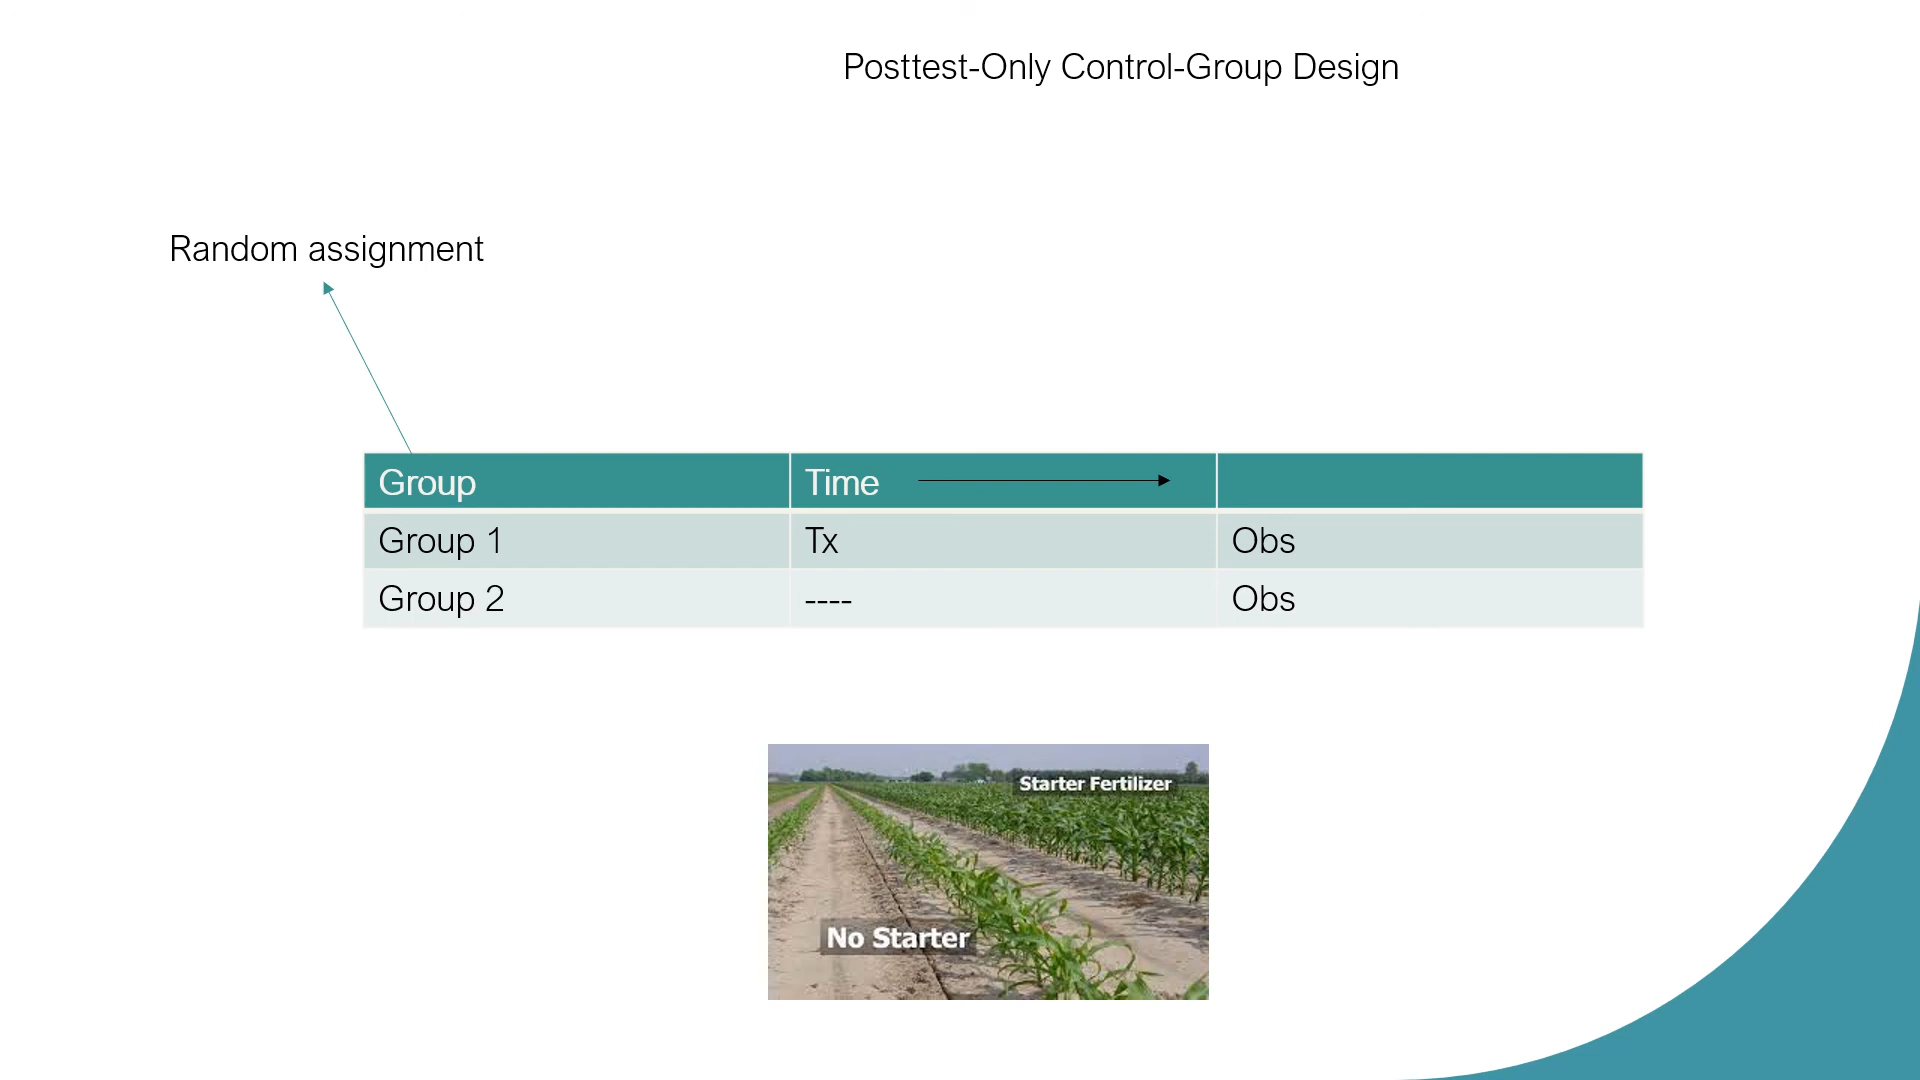 Posttest-Only Control-Group Design
Random assignment
Group Time
Group 1 Tx Obs
Group 2 ---- Obs
Starter Fertilizer
No Starter